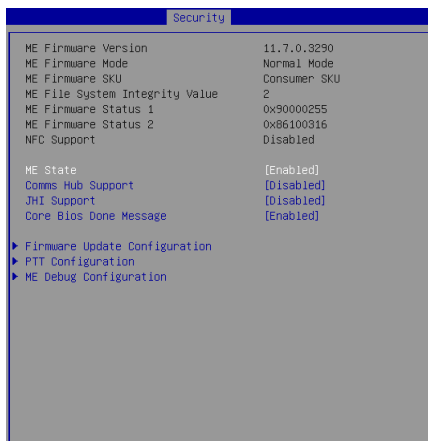 Security
ME Firmware Version 11.7.0.3290
ME Firmware Mode Normal Mode
ME Firmware SKU Consumer SKU
ME File System Integrity Value 2
ME Firmware Status 1 0x90000255
ME Firmware Status 2 0x86100316
NFC Support Disabled
ME State [Enabled]
Comms Hub Support [Disabled]
JHI Support [Disabled]
Core Bios Done Message [Enabled]
Firmware Update Configuration
PTT Configuration
ME Debug Configuration